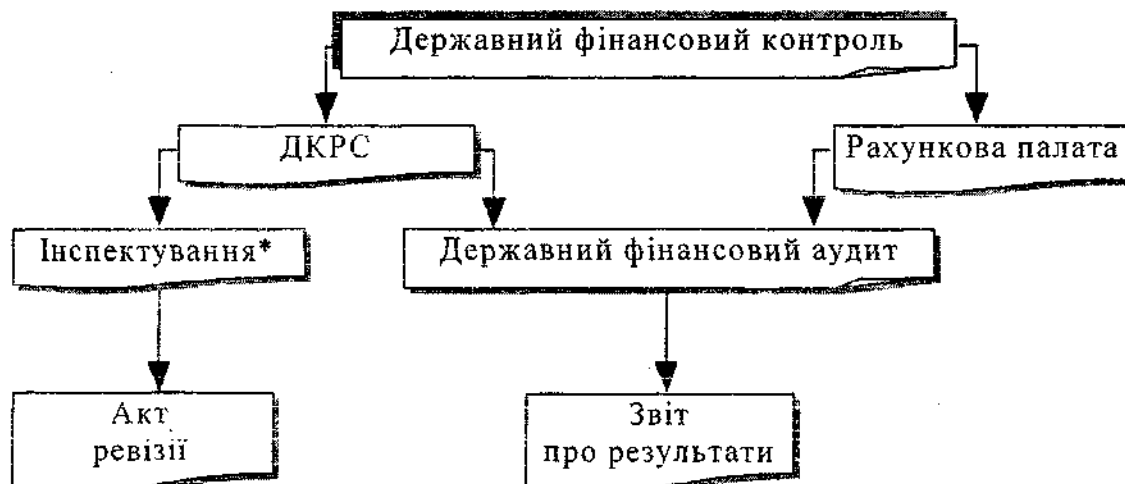 Державний фінансовий контроль
ДКРС
Рахункова палата
Інспектування*
Державний фінансовий аудит
Акт
ревізії
Звіт
про результати